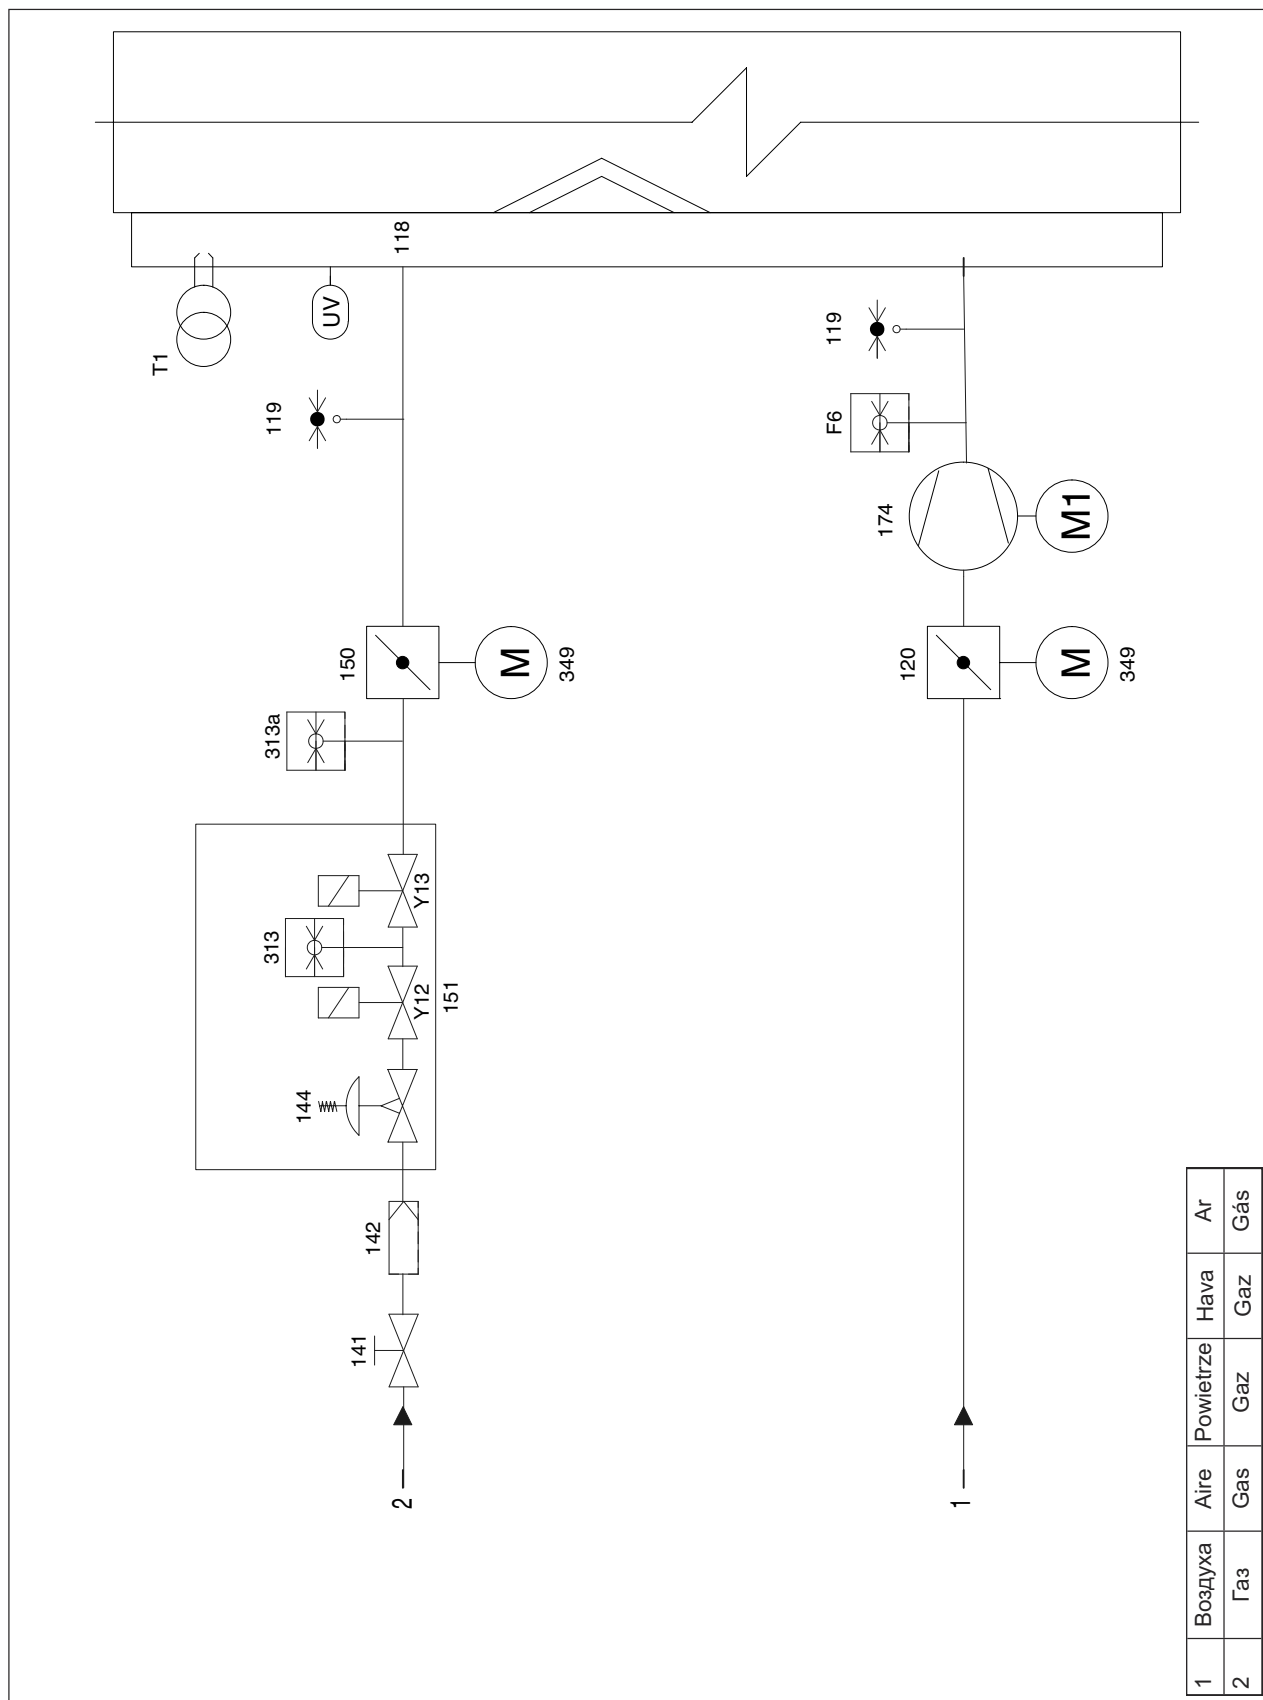 T1
UV
118
119
119
F6
174
M1
150
M
349
120
M
349
313a
313
Y13
Y12
151
144
142
141
2
1
1 Воздуха Aire Powietrze Hava Ar
2 Газ Gas Gaz Gaz Gás